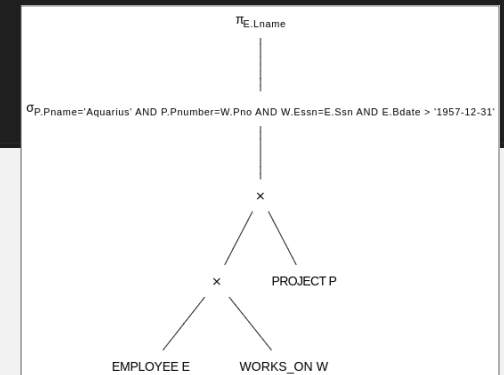 πE.Lname
σP.Pname='Aquarius' AND P.Pnumber=W.Pno AND W.Essn=E.Ssn AND E.Bdate > '1957-12-31'
×
× PROJECT P
EMPLOYEE E WORKS_ON W